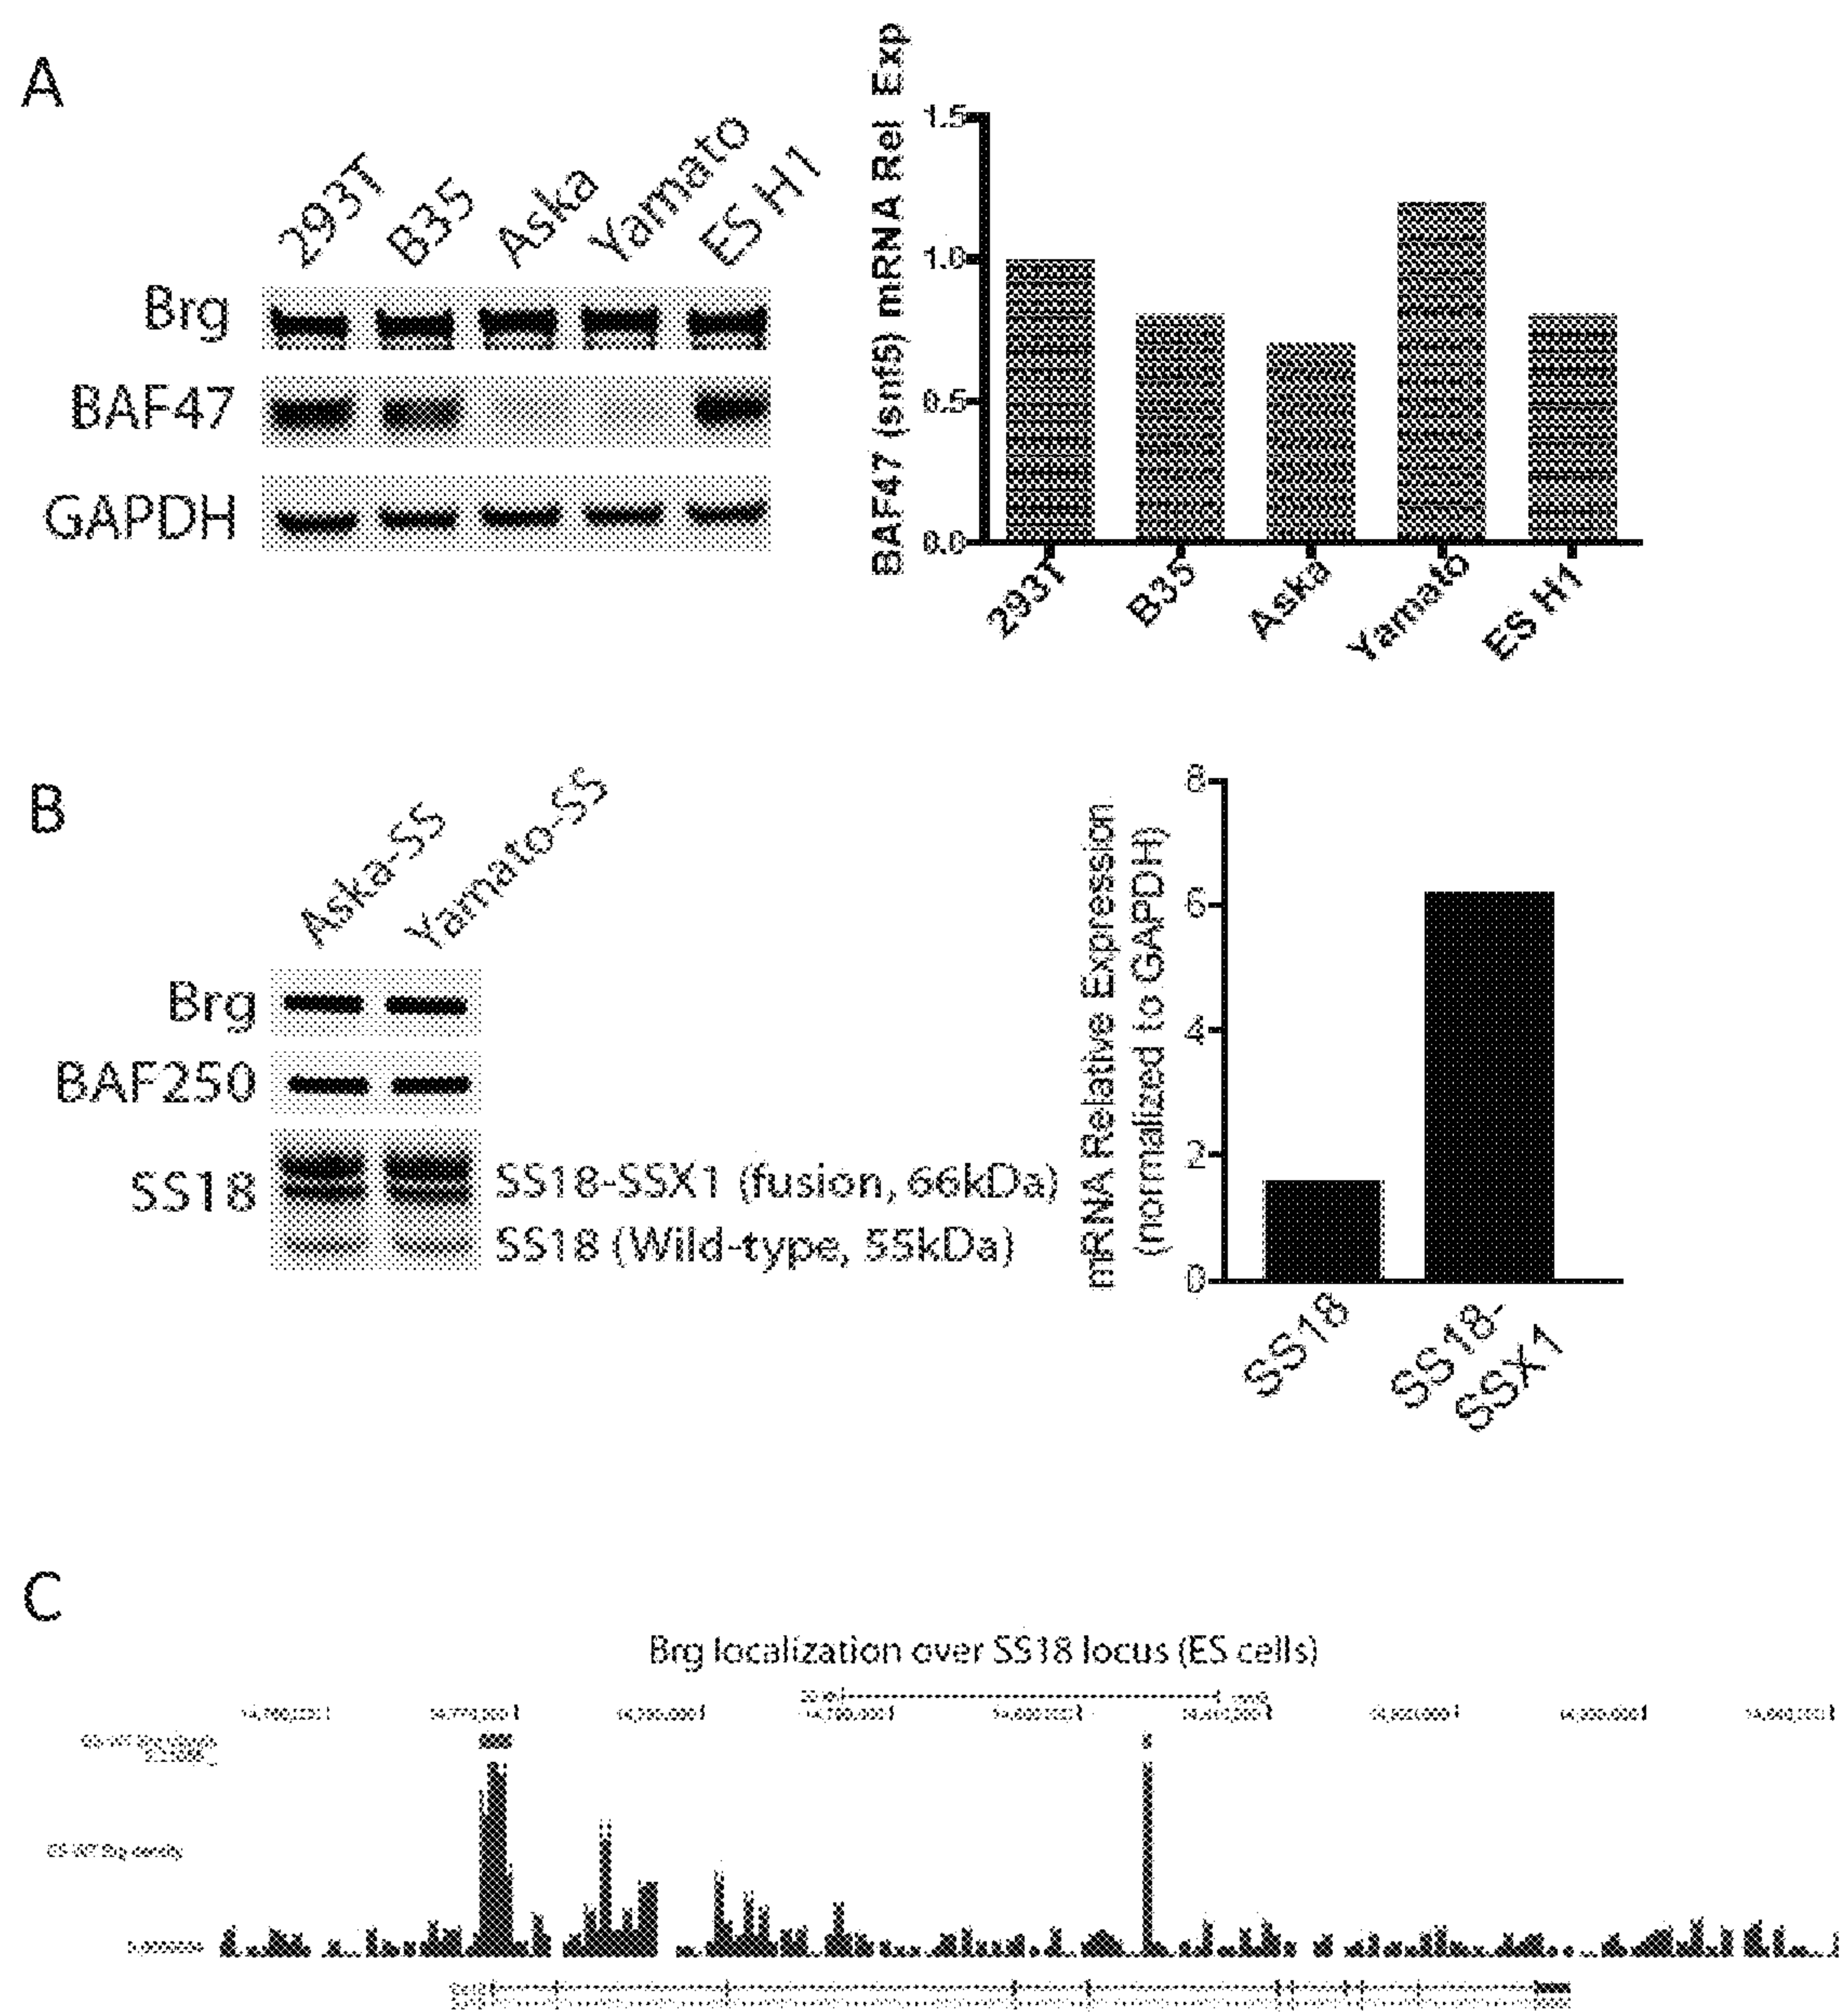 A
293T
B35
Aska
Yamato
ES H1
Brg
BAF47
GAPDH
BAF47 (snf5) mRNA Rel Exp
1.5
1.0
0.5
0.0
293T
B35
Aska
Yamato
ES H1
B
Aska-SS
Yamato-SS
Brg
BAF250
SS18
SS18-SSX1 (fusion, 66kDa)
SS18 (Wild-type, 55kDa)
mRNA Relative Expression
(normalized to GAPDH)
8
6
4
2
0
SS18
SS18-
SSX1
C
Brg localization over SS18 locus (ES cells)